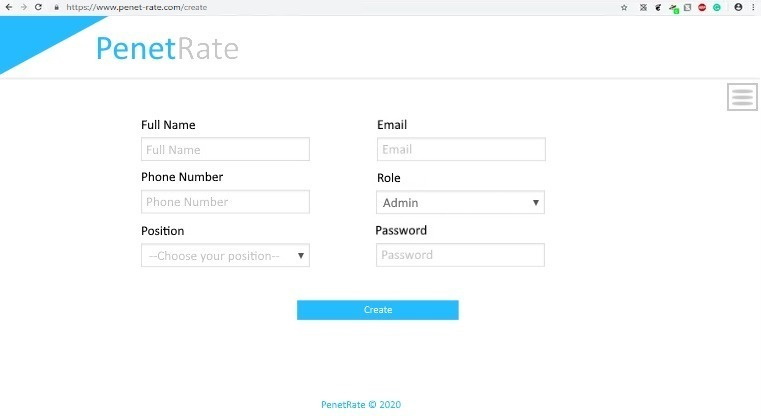 https://www.penet-rate.com/create
PenetRate
Full Name
Full Name
Email
Email
Phone Number
Phone Number
Role
Admin
Position
--Choose your position--
Password
Password
Create
PenetRate © 2020